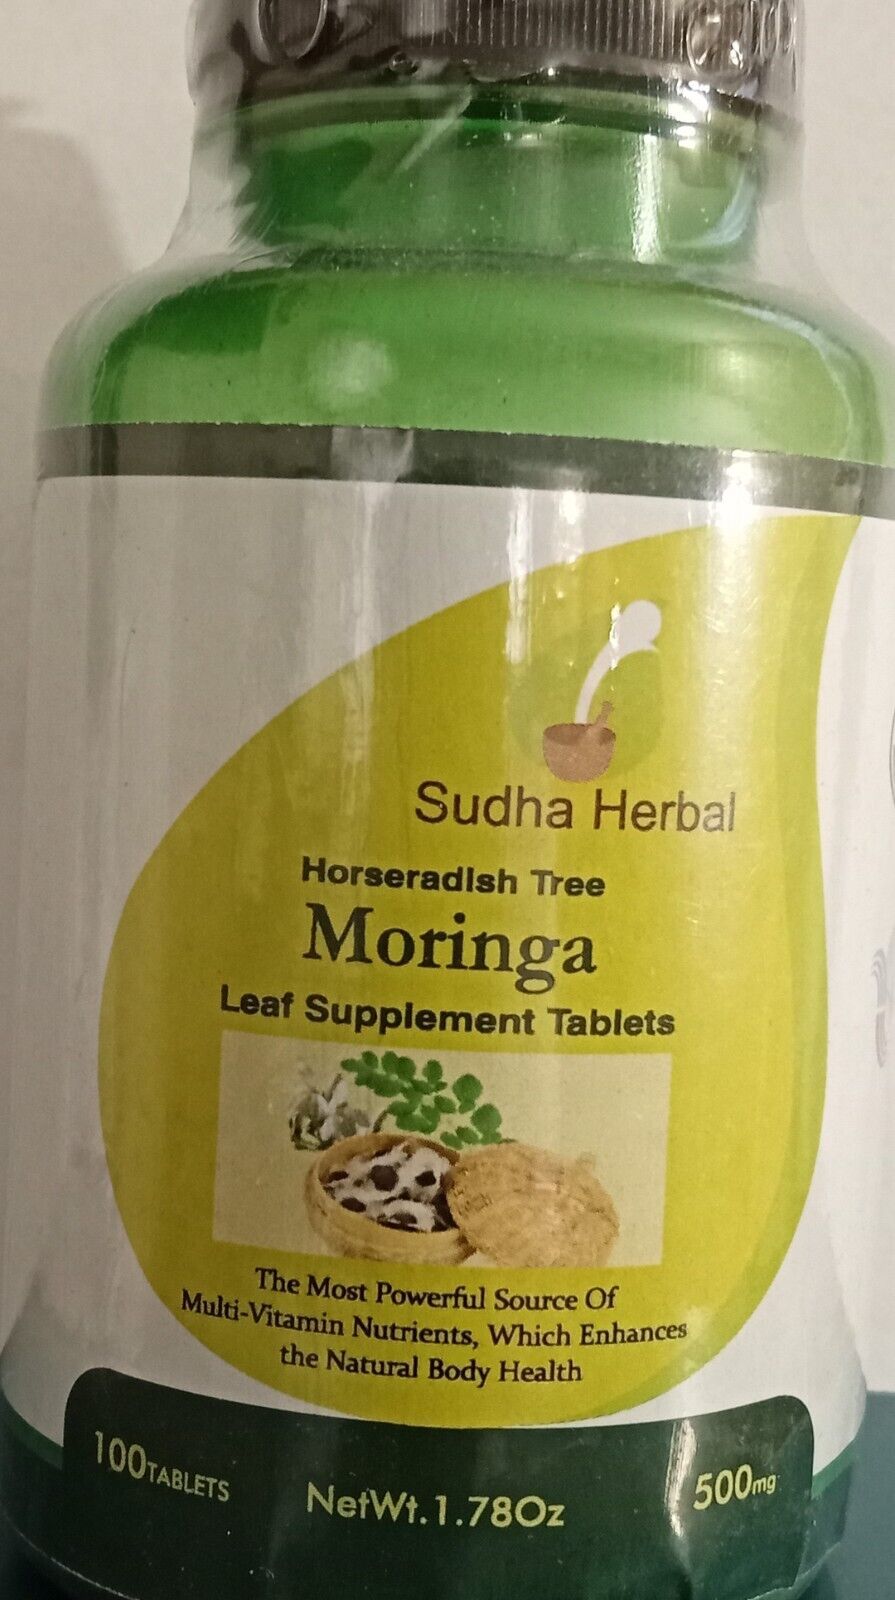 Sudha Herbal
Horseradish Tree
Moringa
Leaf Supplement Tablets
The Most Powerful Source Of
Multi-Vitamin Nutrients, Which Enhances
the Natural Body Health
100TABLETS
NetWt.1.78Oz
500mg